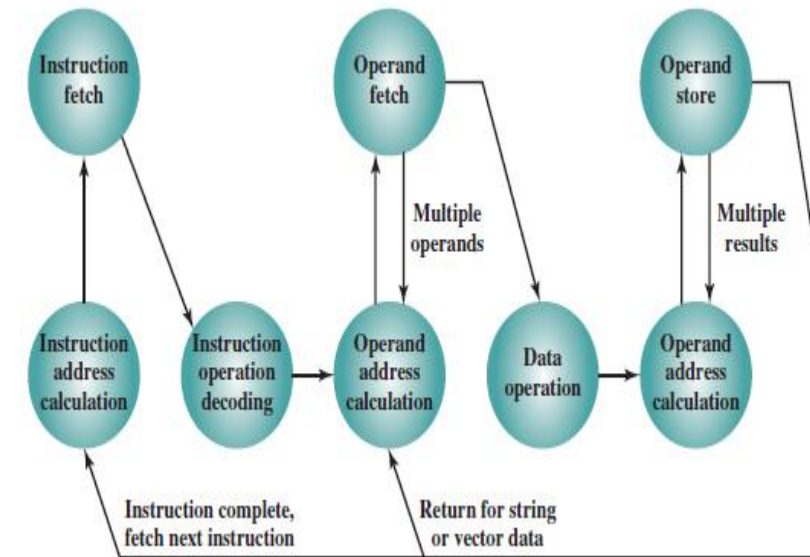 Instruction
fetch
Operand
fetch
Operand
store
Multiple
operands
Multiple
results
Instruction
address
calculation
Instruction
operation
decoding
Operand
address
calculation
Data
operation
Operand
address
calculation
Instruction complete,
fetch next instruction
Return for string
or vector data